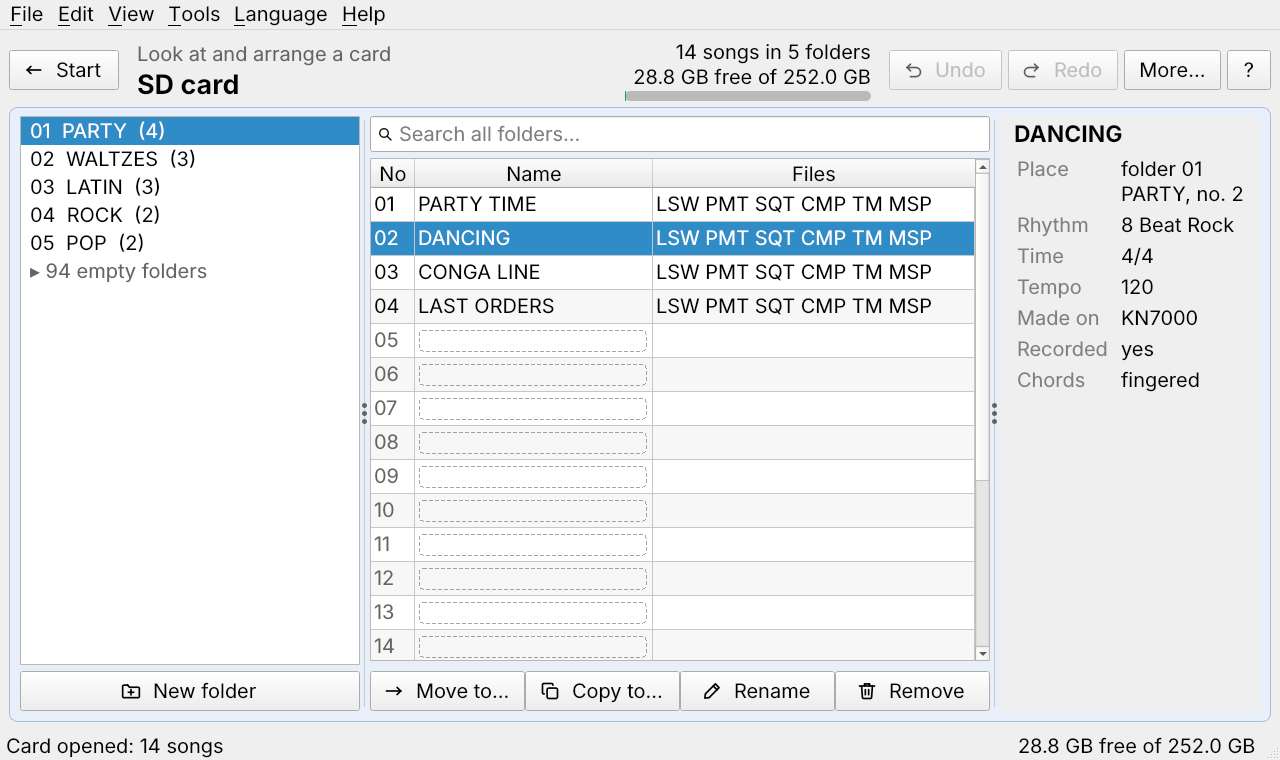 File Edit View Tools Language Help
Start
Look at and arrange a card
SD card
14 songs in 5 folders
28.8 GB free of 252.0 GB
Undo
Redo
More...
?
01 PARTY (4)
02 WALTZES (3)
03 LATIN (3)
04 ROCK (2)
05 POP (2)
94 empty folders
New folder
Search all folders...
No Name Files
01 PARTY TIME LSW PMT SQT CMP TM MSP
02 DANCING LSW PMT SQT CMP TM MSP
03 CONGA LINE LSW PMT SQT CMP TM MSP
04 LAST ORDERS LSW PMT SQT CMP TM MSP
05
06
07
08
09
10
11
12
13
14
Move to...
Copy to...
Rename
Remove
DANCING
Place folder 01
PARTY, no. 2
Rhythm 8 Beat Rock
Time 4/4
Tempo 120
Made on KN7000
Recorded yes
Chords fingered
Card opened: 14 songs
28.8 GB free of 252.0 GB